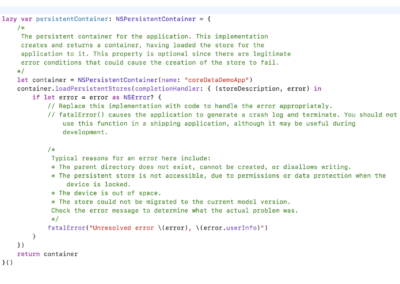 lazy var persistentContainer: NSPersistentContainer = {
/*
The persistent container for the application. This implementation
creates and returns a container, having loaded the store for the
application to it. This property is optional since there are legitimate
error conditions that could cause the creation of the store to fail.
*/
let container = NSPersistentContainer(name: "coreDataDemoApp")
container.loadPersistentStores(completionHandler: { (storeDescription, error) in
if let error = error as NSError? {
// Replace this implementation with code to handle the error appropriately.
// fatalError() causes the application to generate a crash log and terminate. You should not
use this function in a shipping application, although it may be useful during
development.
/*
Typical reasons for an error here include:
* The parent directory does not exist, cannot be created, or disallows writing.
* The persistent store is not accessible, due to permissions or data protection when the
device is locked.
* The device is out of space.
* The store could not be migrated to the current model version.
Check the error message to determine what the actual problem was.
*/
fatalError("Unresolved error \(error), \(error.userInfo)")
}
})
return container
}()